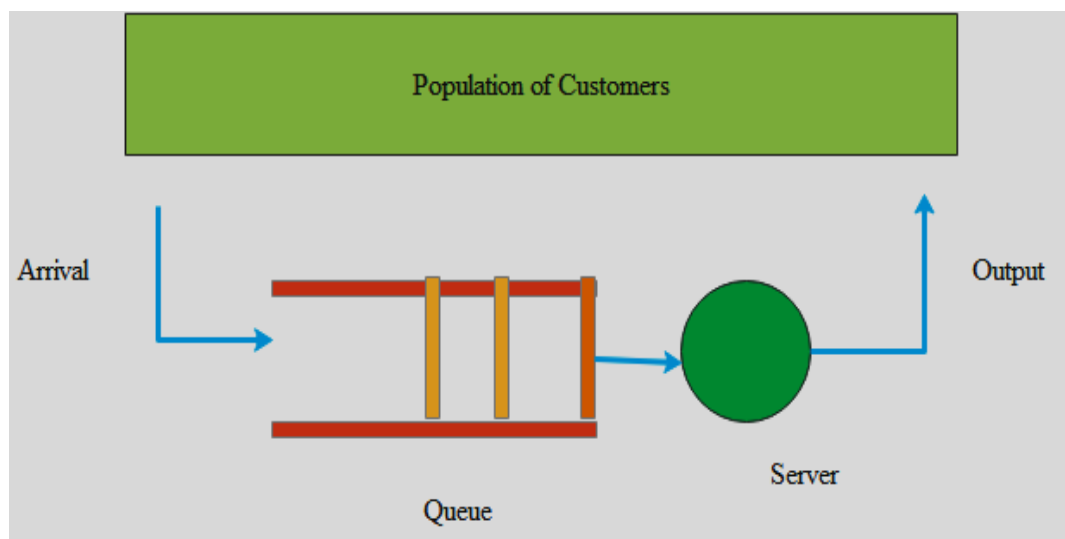 Population of Customers
Arrival
Output
Server
Queue